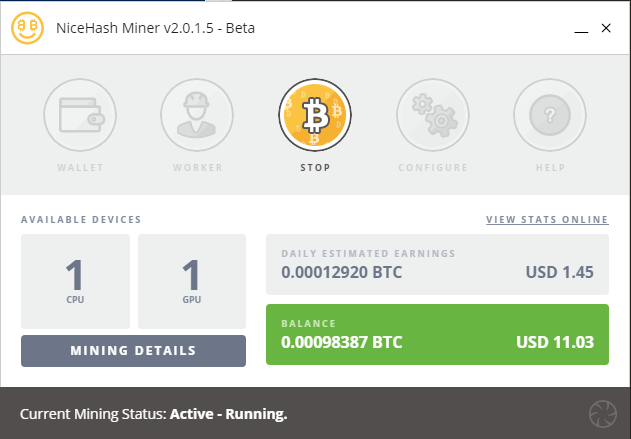 NiceHash Miner v2.0.1.5 - Beta
WALLET WORKER STOP CONFIGURE HELP
AVAILABLE DEVICES
VIEW STATS ONLINE
1
CPU
1
GPU
MINING DETAILS
DAILY ESTIMATED EARNINGS
0.00012920 BTC USD 1.45
BALANCE
0.00098387 BTC USD 11.03
Current Mining Status: Active - Running.